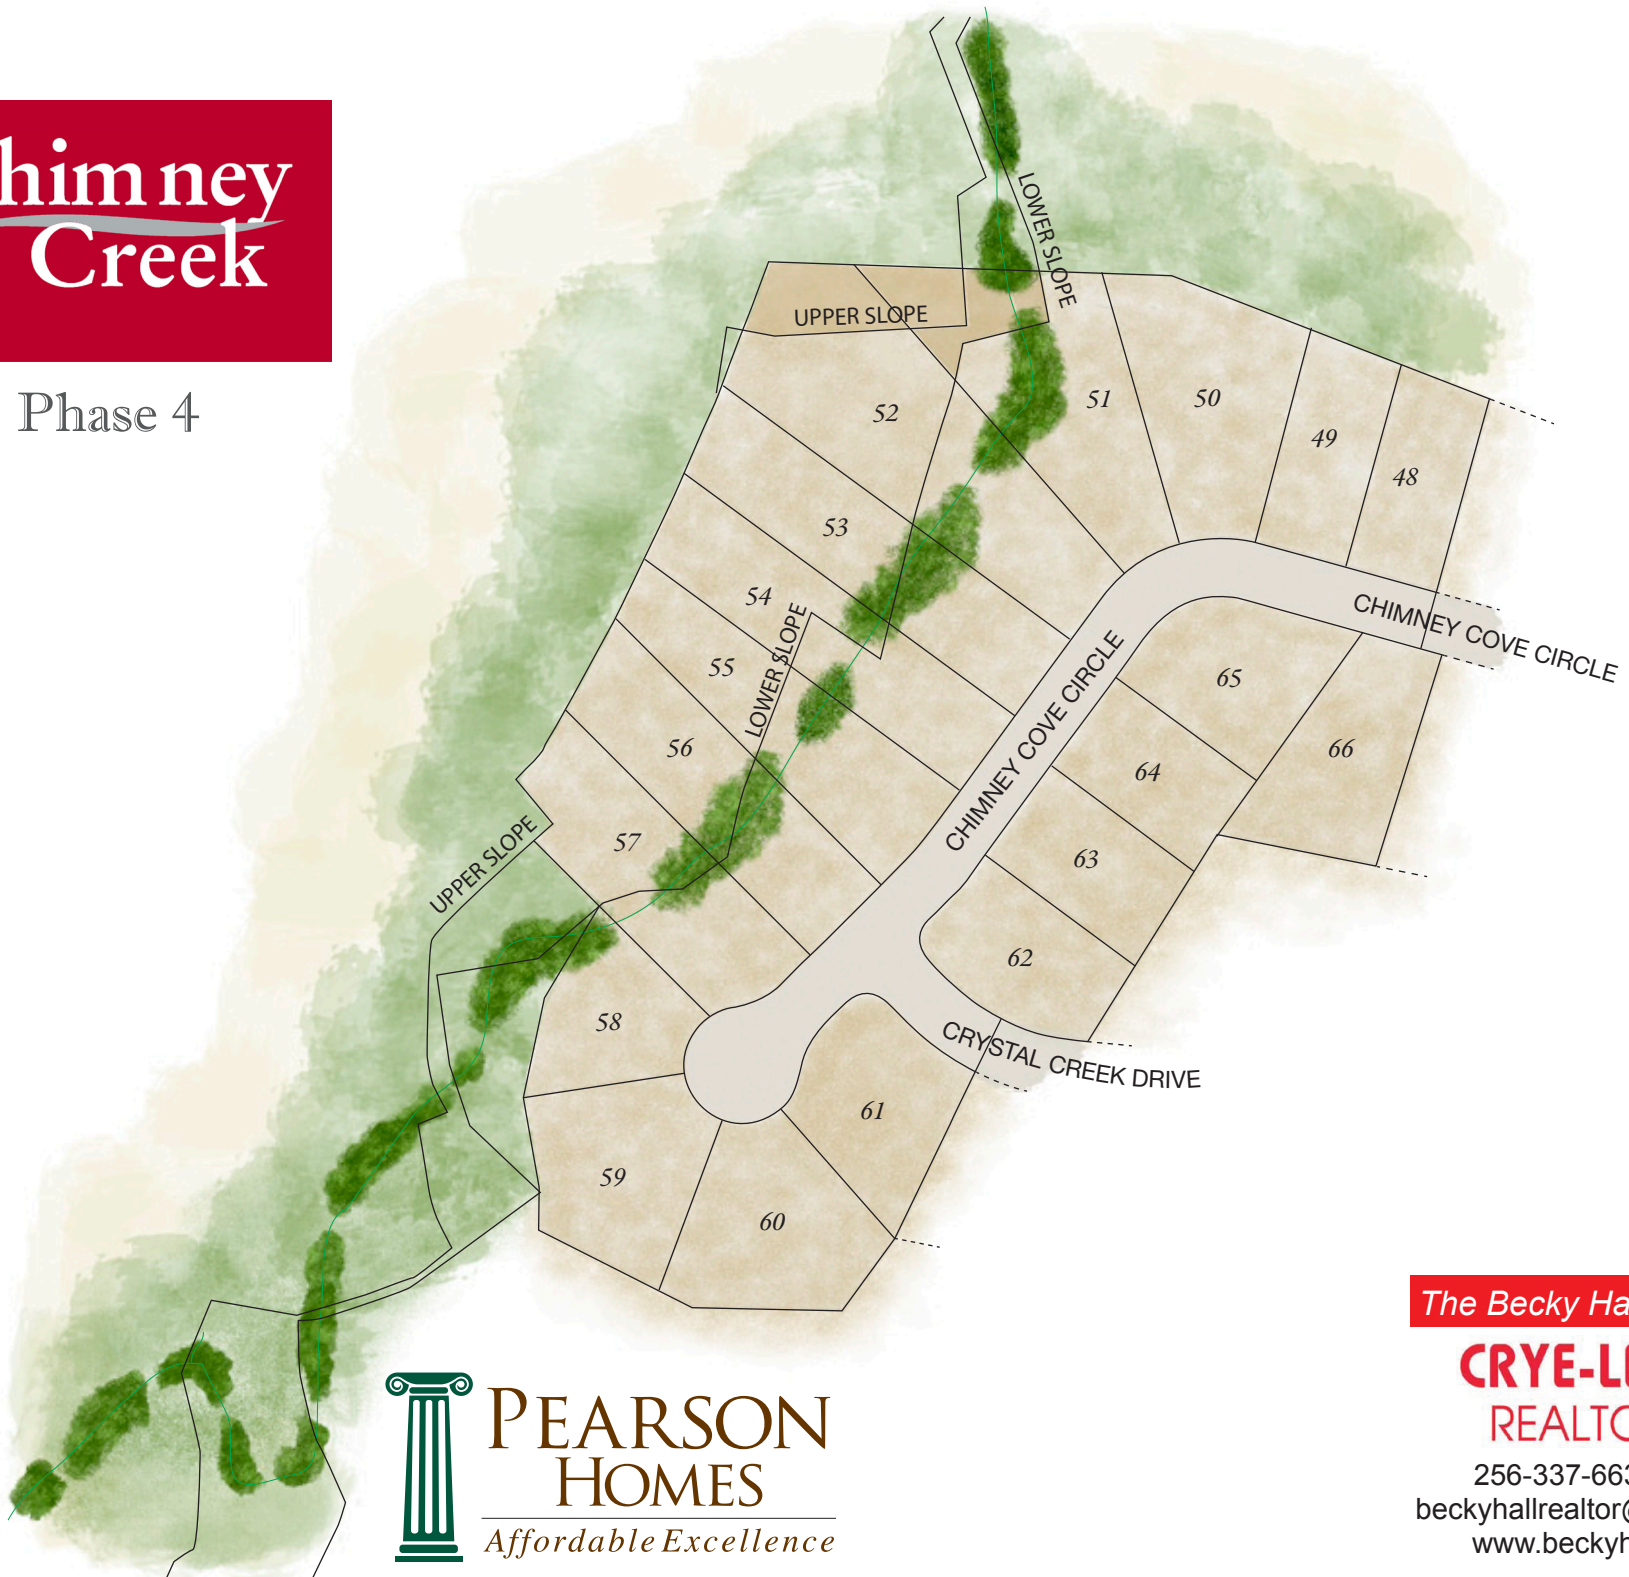 him ney
Creek
Phase 4
LOWER SLOPE
UPPER SLOPE
52
51
50
49
48
53
54
LOWER SLOPE
55
56
57
UPPER SLOPE
CHIMNEY COVE CIRCLE
CHIMNEY COVE CIRCLE
65
66
64
63
62
58
CRYSTAL CREEK DRIVE
61
59
60
PEARSON
HOMES
Affordable Excellence
The Becky Ha
CRYE-LE
REALTO
256-337-663
beckyhallrealtor@
www.beckyh